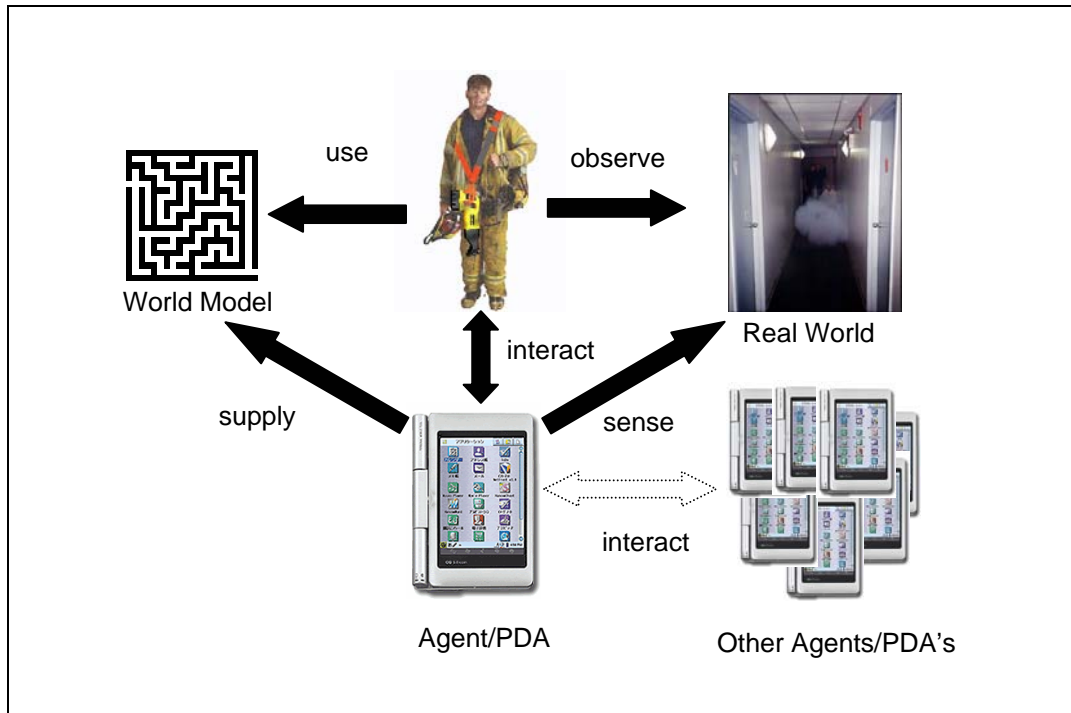 use
observe
World Model
Real World
interact
supply
sense
interact
Agent/PDA
Other Agents/PDA's